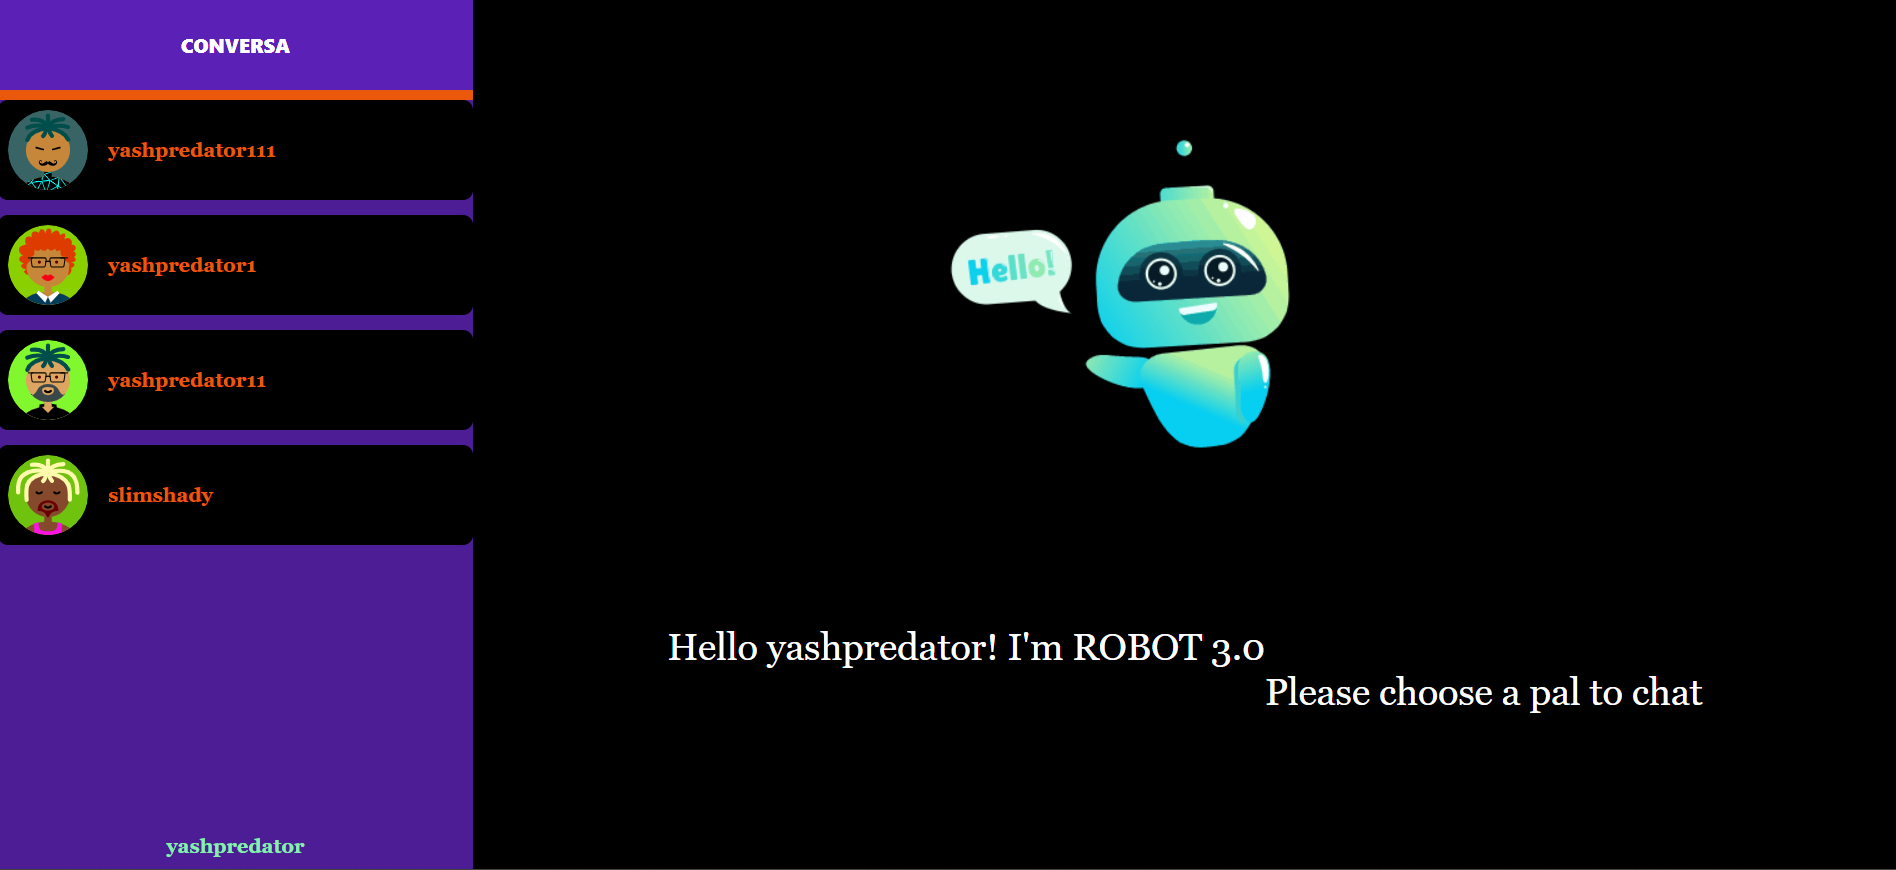 CONVERSA
yashpredator111
yashpredator1
yashpredator11
slimshady
yashpredator
Hello!
Hello yashpredator! I'm ROBOT 3.0
Please choose a pal to chat